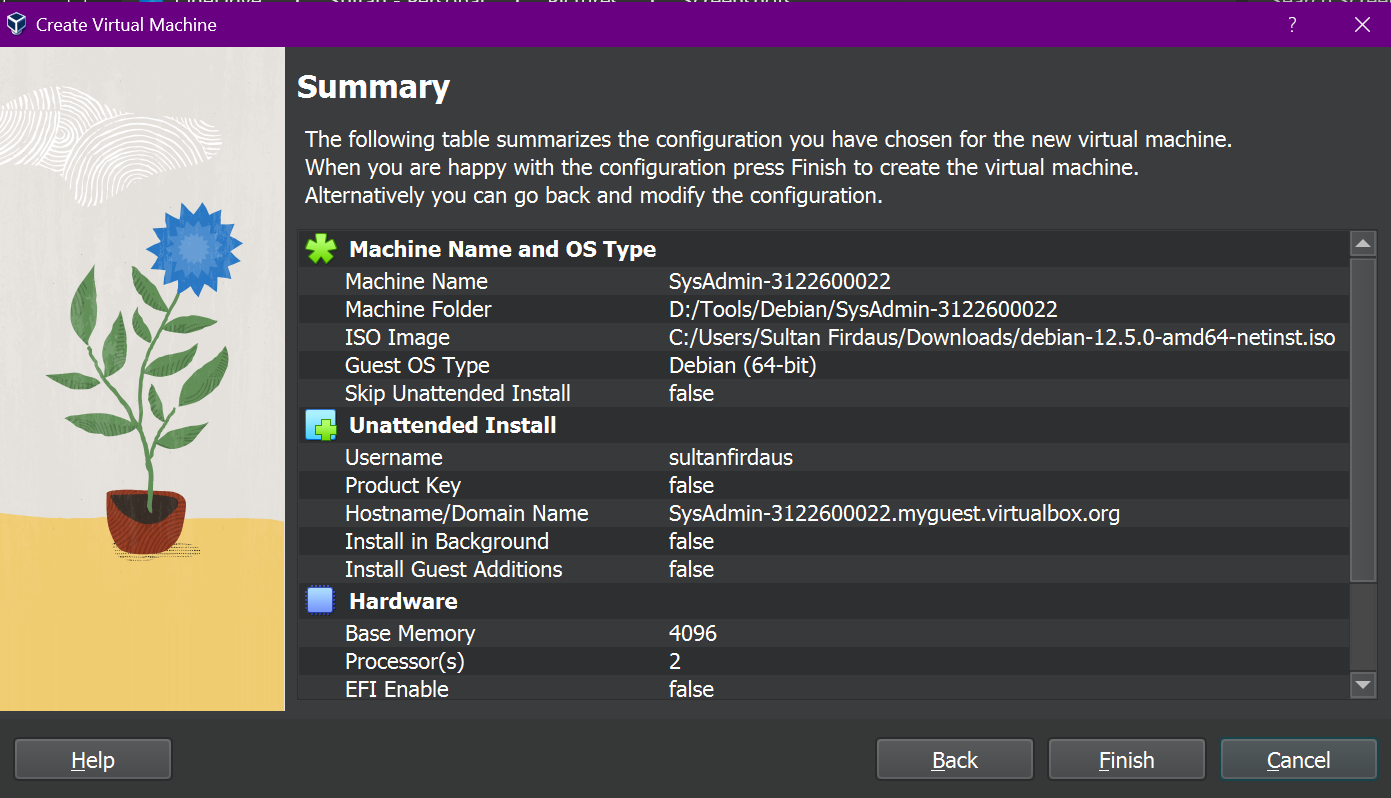 Create Virtual Machine
?
Summary
The following table summarizes the configuration you have chosen for the new virtual machine.
When you are happy with the configuration press Finish to create the virtual machine.
Alternatively you can go back and modify the configuration.
Machine Name and OS Type
Machine Name SysAdmin-3122600022
Machine Folder D:/Tools/Debian/SysAdmin-3122600022
ISO Image C:/Users/Sultan Firdaus/Downloads/debian-12.5.0-amd64-netinst.iso
Guest OS Type Debian (64-bit)
Skip Unattended Install false
Unattended Install
Username sultanfirdaus
Product Key false
Hostname/Domain Name SysAdmin-3122600022.myguest.virtualbox.org
Install in Background false
Install Guest Additions false
Hardware
Base Memory 4096
Processor(s) 2
EFI Enable false
Help Back Finish Cancel